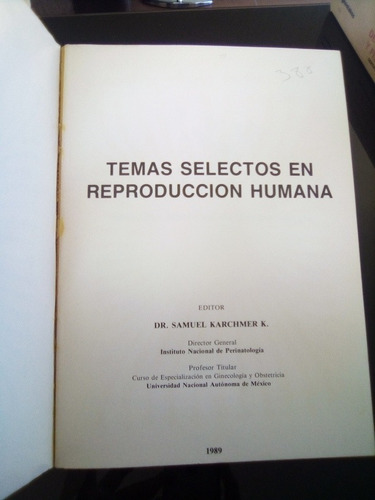 383
TEMAS SELECTOS EN
REPRODUCCION HUMANA
EDITOR
DR. SAMUEL KARCHMER K.
Director General
Instituto Nacional de Perinatología
Profesor Titular
Curso de Especialización en Ginecología y Obstetricia
Universidad Nacional Autónoma de México
1989